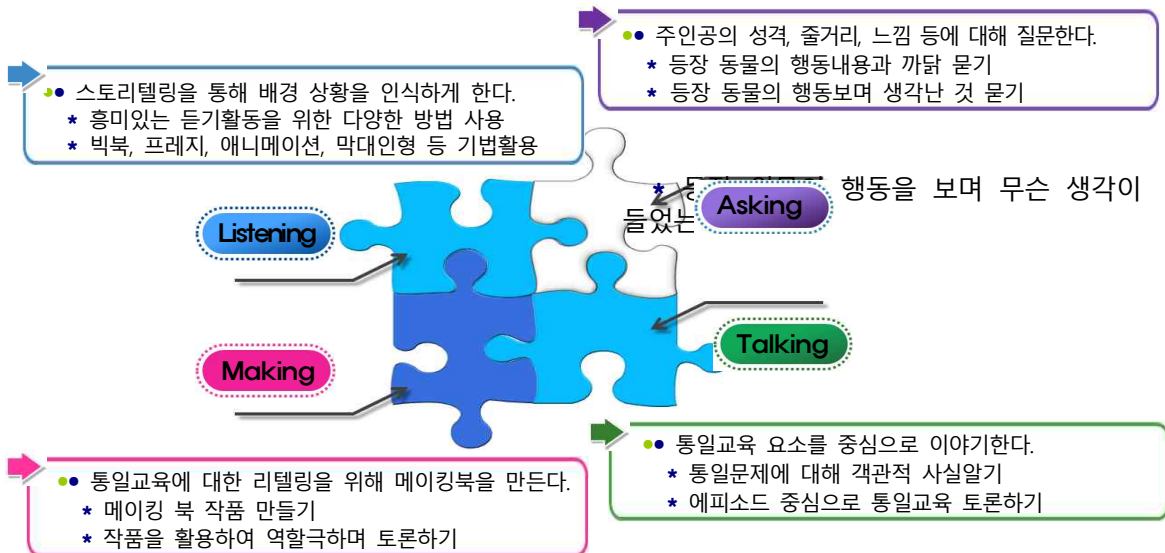 ●● 스토리텔링을 통해 배경 상황을 인식하게 한다.
* 흥미있는 듣기활동을 위한 다양한 방법 사용
* 빅북, 프레지, 애니메이션, 막대인형 등 기법활용
●● 주인공의 성격, 줄거리, 느낌 등에 대해 질문한다.
* 등장 동물의 행동내용과 까닭 묻기
* 등장 동물의 행동보며 생각난 것 묻기
* 행동을 보며 무슨 생각이
들었는
Listening
Asking
Making
Talking
●● 통일교육에 대한 리텔링을 위해 메이킹북을 만든다.
* 메이킹 북 작품 만들기
* 작품을 활용하여 역할극하며 토론하기
●● 통일교육 요소를 중심으로 이야기한다.
* 통일문제에 대해 객관적 사실알기
* 에피소드 중심으로 통일교육 토론하기